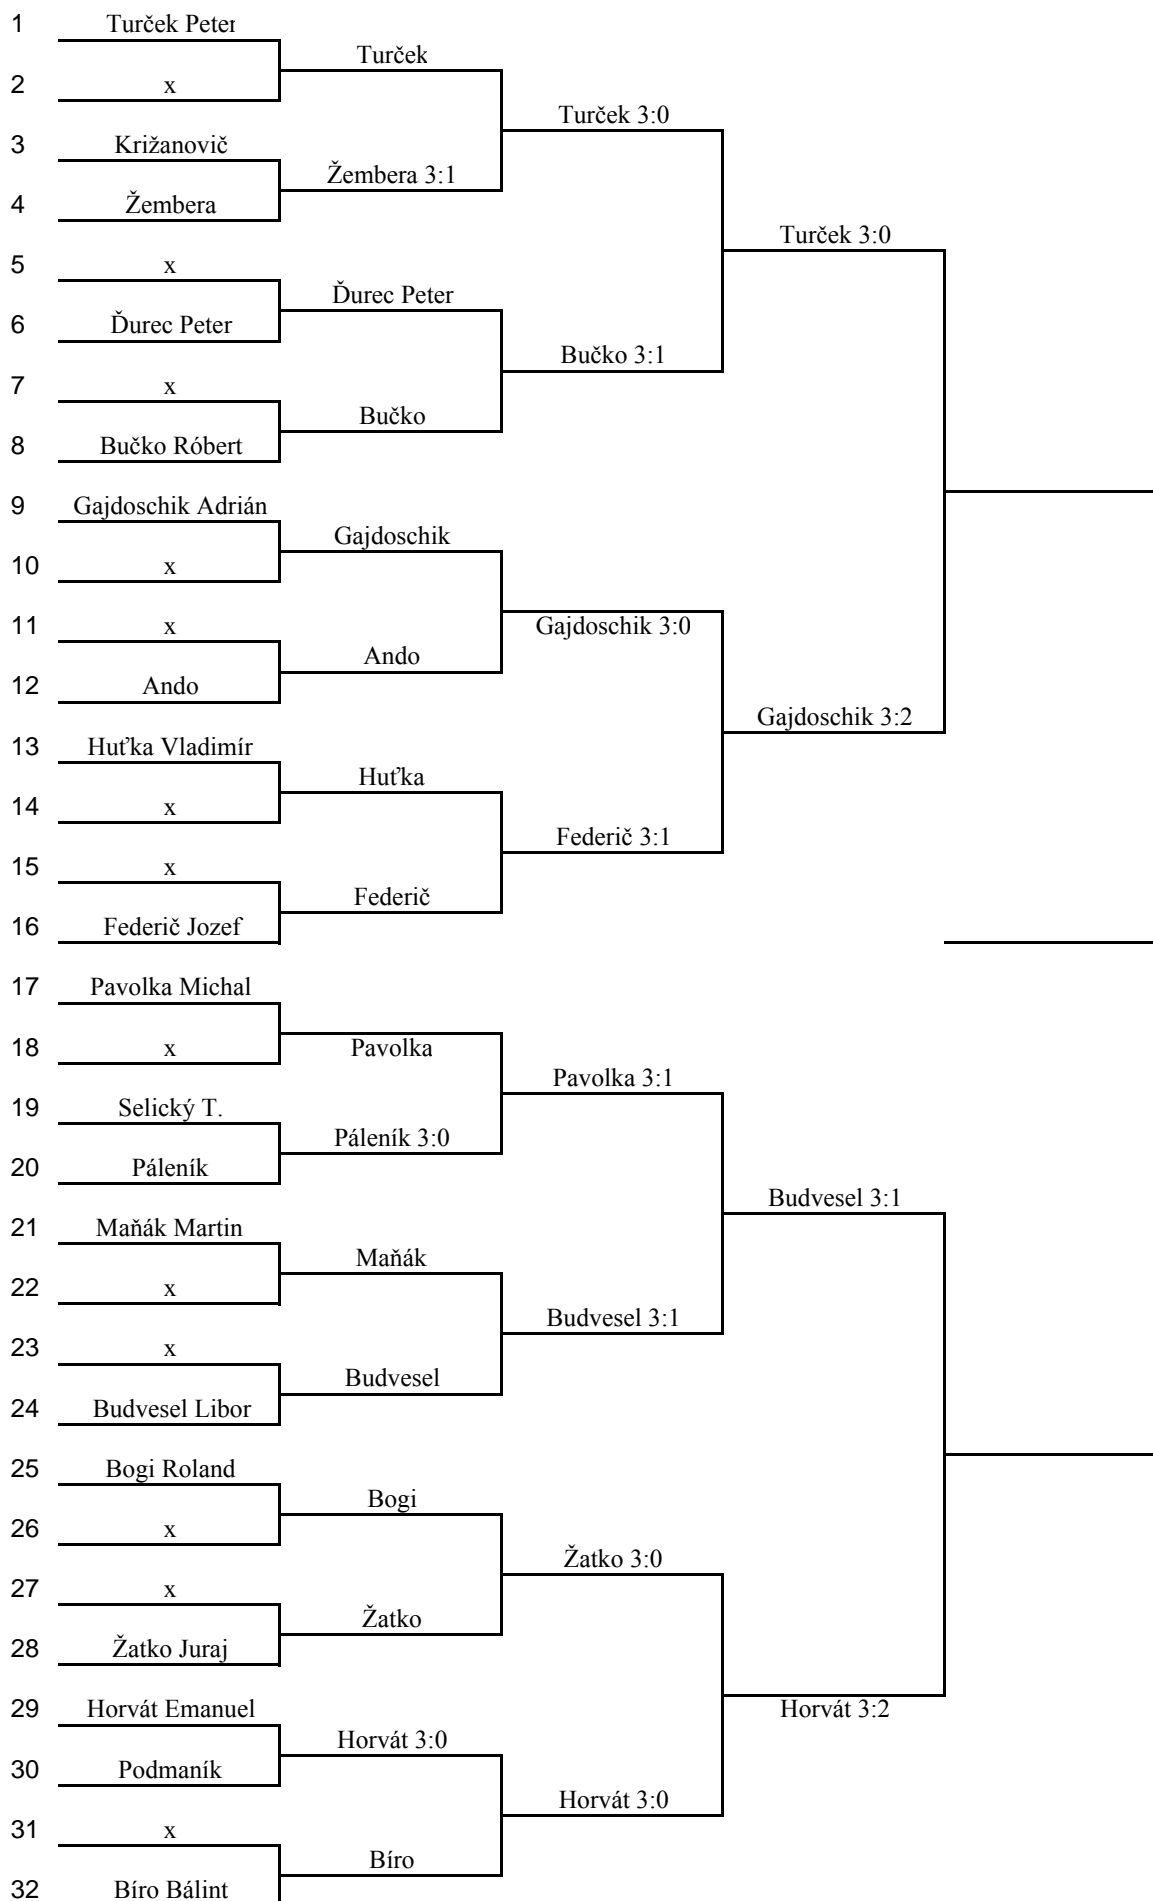 1 Turček Peter
Turček
2 x
Turček 3:0
3 Križanovič
Žembera 3:1
4 Žembera
Turček 3:0
5 x
Ďurec Peter
6 Ďurec Peter
Bučko 3:1
7 x
Bučko
8 Bučko Róbert
9 Gajdoschik Adrián
Gajdoschik
10 x
11 x
Gajdoschik 3:0
Ando
12 Ando
Gajdoschik 3:2
13 Huťka Vladimír
Huťka
14 x
Federič 3:1
15 x
Federič
16 Federič Jozef
17 Pavolka Michal
18 x
Pavolka
Pavolka 3:1
19 Selický T.
Páleník 3:0
20 Páleník
Budvesel 3:1
21 Maňák Martin
Maňák
22 x
Budvesel 3:1
23 x
Budvesel
24 Budvesel Libor
25 Bogi Roland
Bogi
26 x
Žatko 3:0
27 x
Žatko
28 Žatko Juraj
29 Horvát Emanuel
Horvát 3:2
Horvát 3:0
30 Podmaník
Horvát 3:0
31 x
Bíro
32 Bíro Bálint